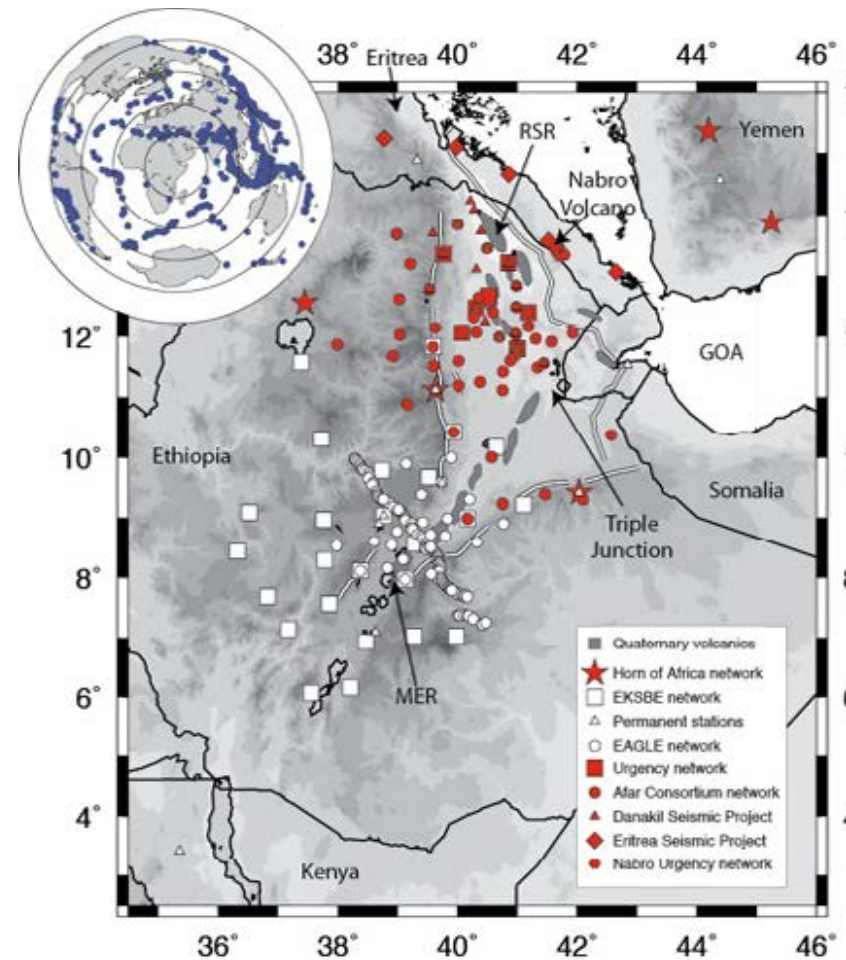 38° 40° 42° 44° 46°
Eritrea
RSR
Yemen
Nabro
Volcano
12°
GOA
10°
Ethiopia
Somalia
Triple
Junction
8°
MER
6°
4°
Kenya
Quaternary volcanics
Horn of Africa network
EKSBE network
Permanent stations
EAGLE network
Urgency network
Afar Consortium network
Danakil Seismic Project
Eritrea Seismic Project
Nabro Urgency network
36° 38° 40° 42° 44° 46°